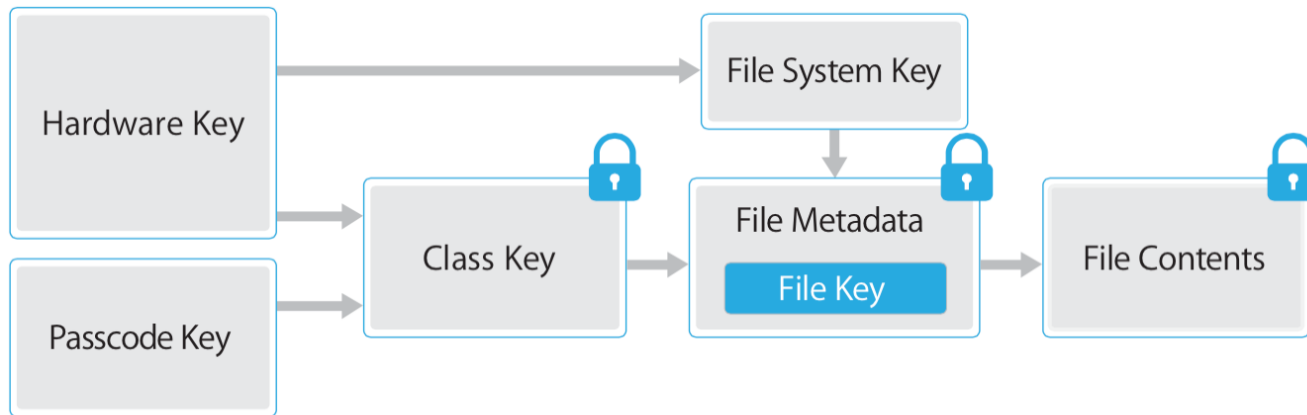 Hardware Key
File System Key
Class Key
File Metadata
File Key
File Contents
Passcode Key